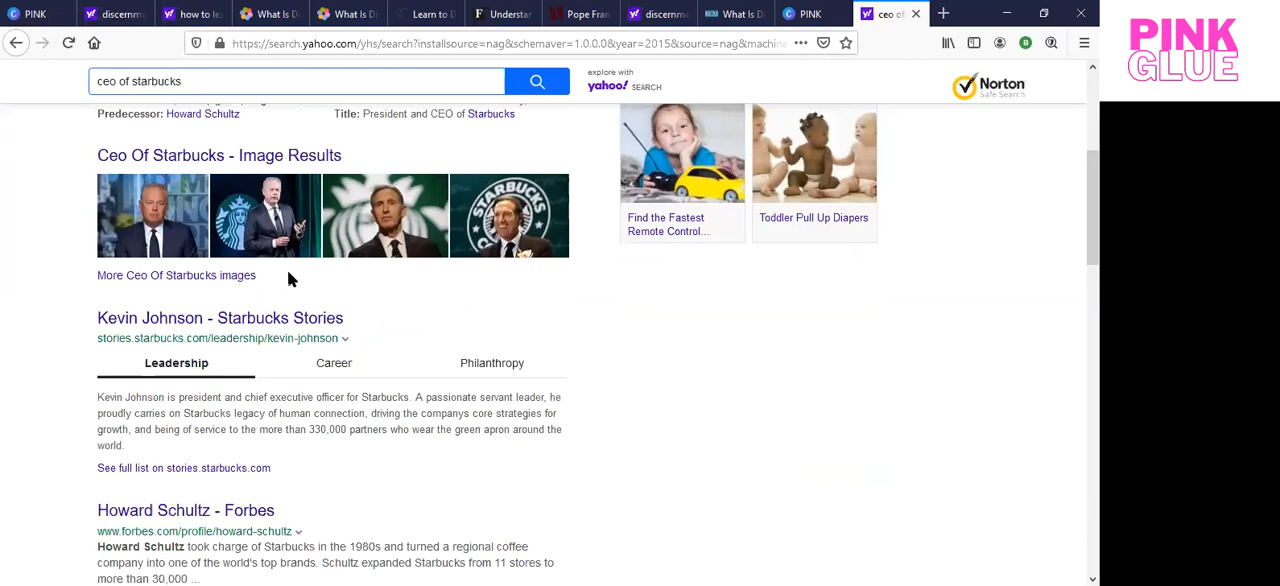 PINK
discernm
how to le
What Is Di
What Is Di
Learn to D
Understar
Pope Fran
discernm
What Is Di
PINK
ceo of
https://search.yahoo.com/yhs/search?installsource=nag&schemaver=1.0.0.0&year=2015&source=nag&machin
ceo of starbucks
explore with
yahoo! SEARCH
Norton
Safe Search
PINK
GLUE
Predecessor: Howard Schultz
Title: President and CEO of Starbucks
Ceo Of Starbucks - Image Results
STARBUCKS
More Ceo Of Starbucks images
Find the Fastest
Remote Control...
Toddler Pull Up Diapers
Kevin Johnson - Starbucks Stories
stories.starbucks.com/leadership/kevin-johnson
Leadership
Career
Philanthropy
Kevin Johnson is president and chief executive officer for Starbucks. A passionate servant leader, he
proudly carries on Starbucks legacy of human connection, driving the companys core strategies for
growth, and being of service to the more than 330,000 partners who wear the green apron around the
world.
See full list on stories.starbucks.com
Howard Schultz - Forbes
www.forbes.com/profile/howard-schultz
Howard Schultz took charge of Starbucks in the 1980s and turned a regional coffee
company into one of the world's top brands. Schultz expanded Starbucks from 11 stores to
more than 30,000 ...